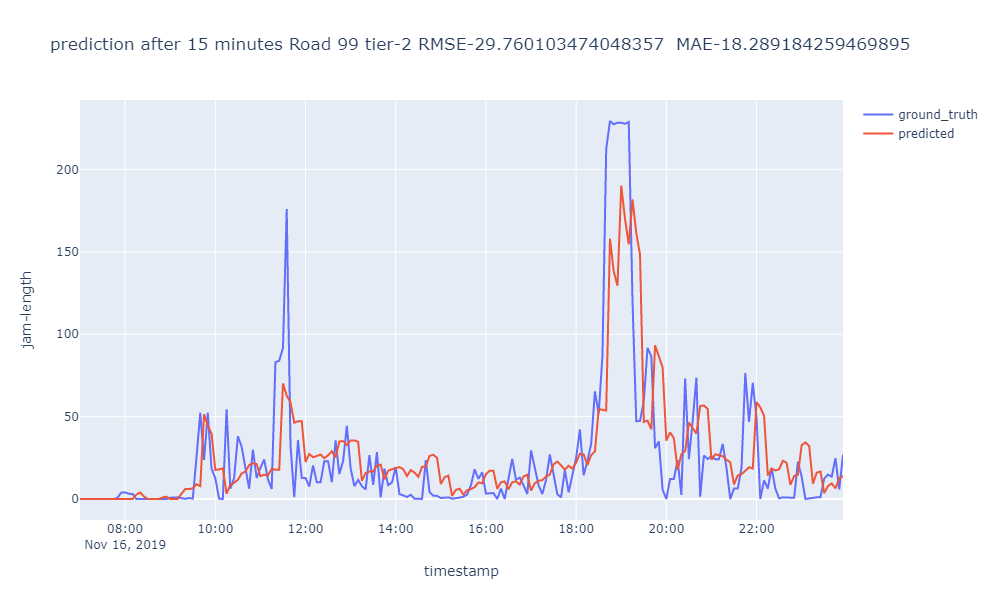 prediction after 15 minutes Road 99 tier-2 RMSE-29.760103474048357  MAE-18.289184259469895
ground_truth
predicted
200
150
100
50
0
jam-length
08:00 10:00 12:00 14:00 16:00 18:00 20:00 22:00
Nov 16, 2019
timestamp